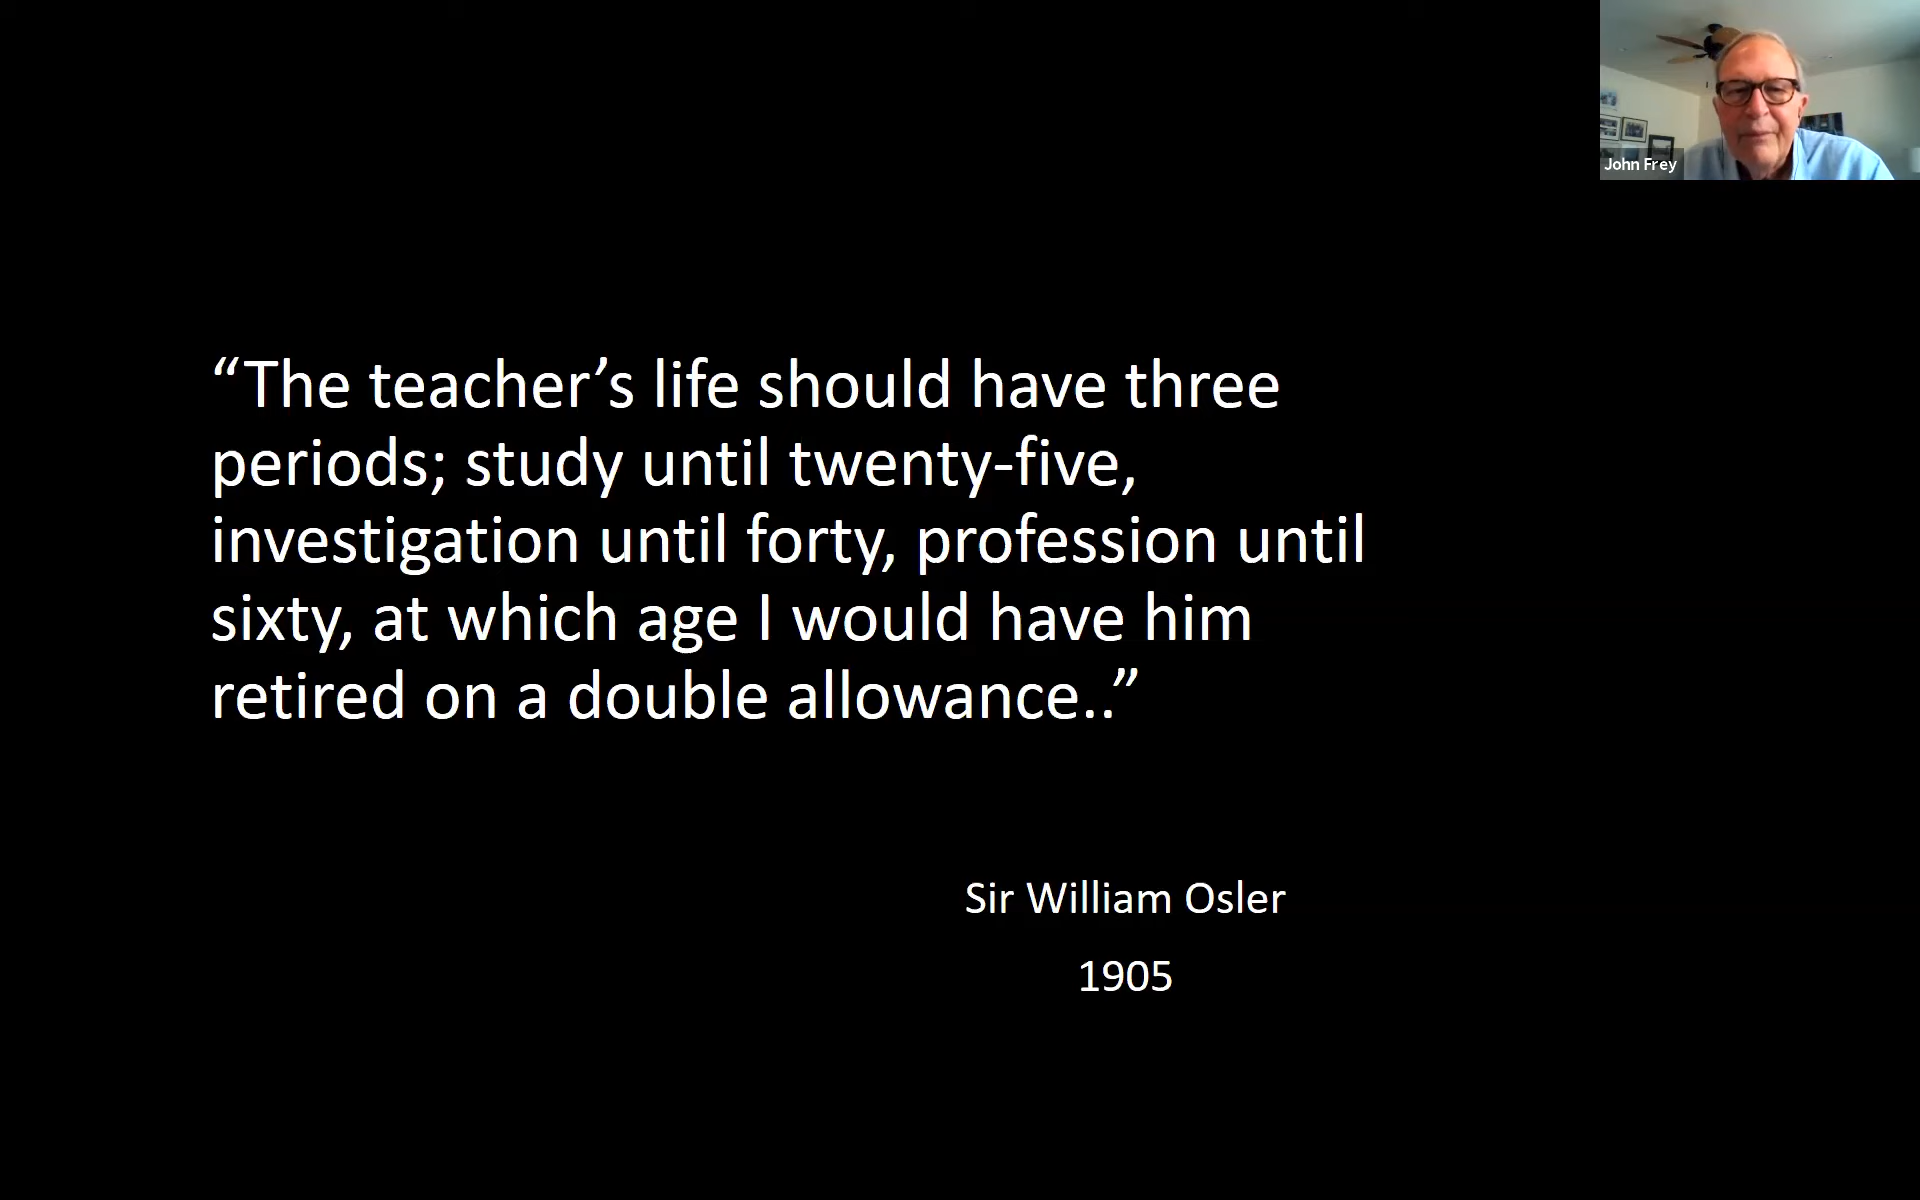 John Frey
“The teacher’s life should have three
periods; study until twenty-five,
investigation until forty, profession until
sixty, at which age I would have him
retired on a double allowance..”
Sir William Osler
1905